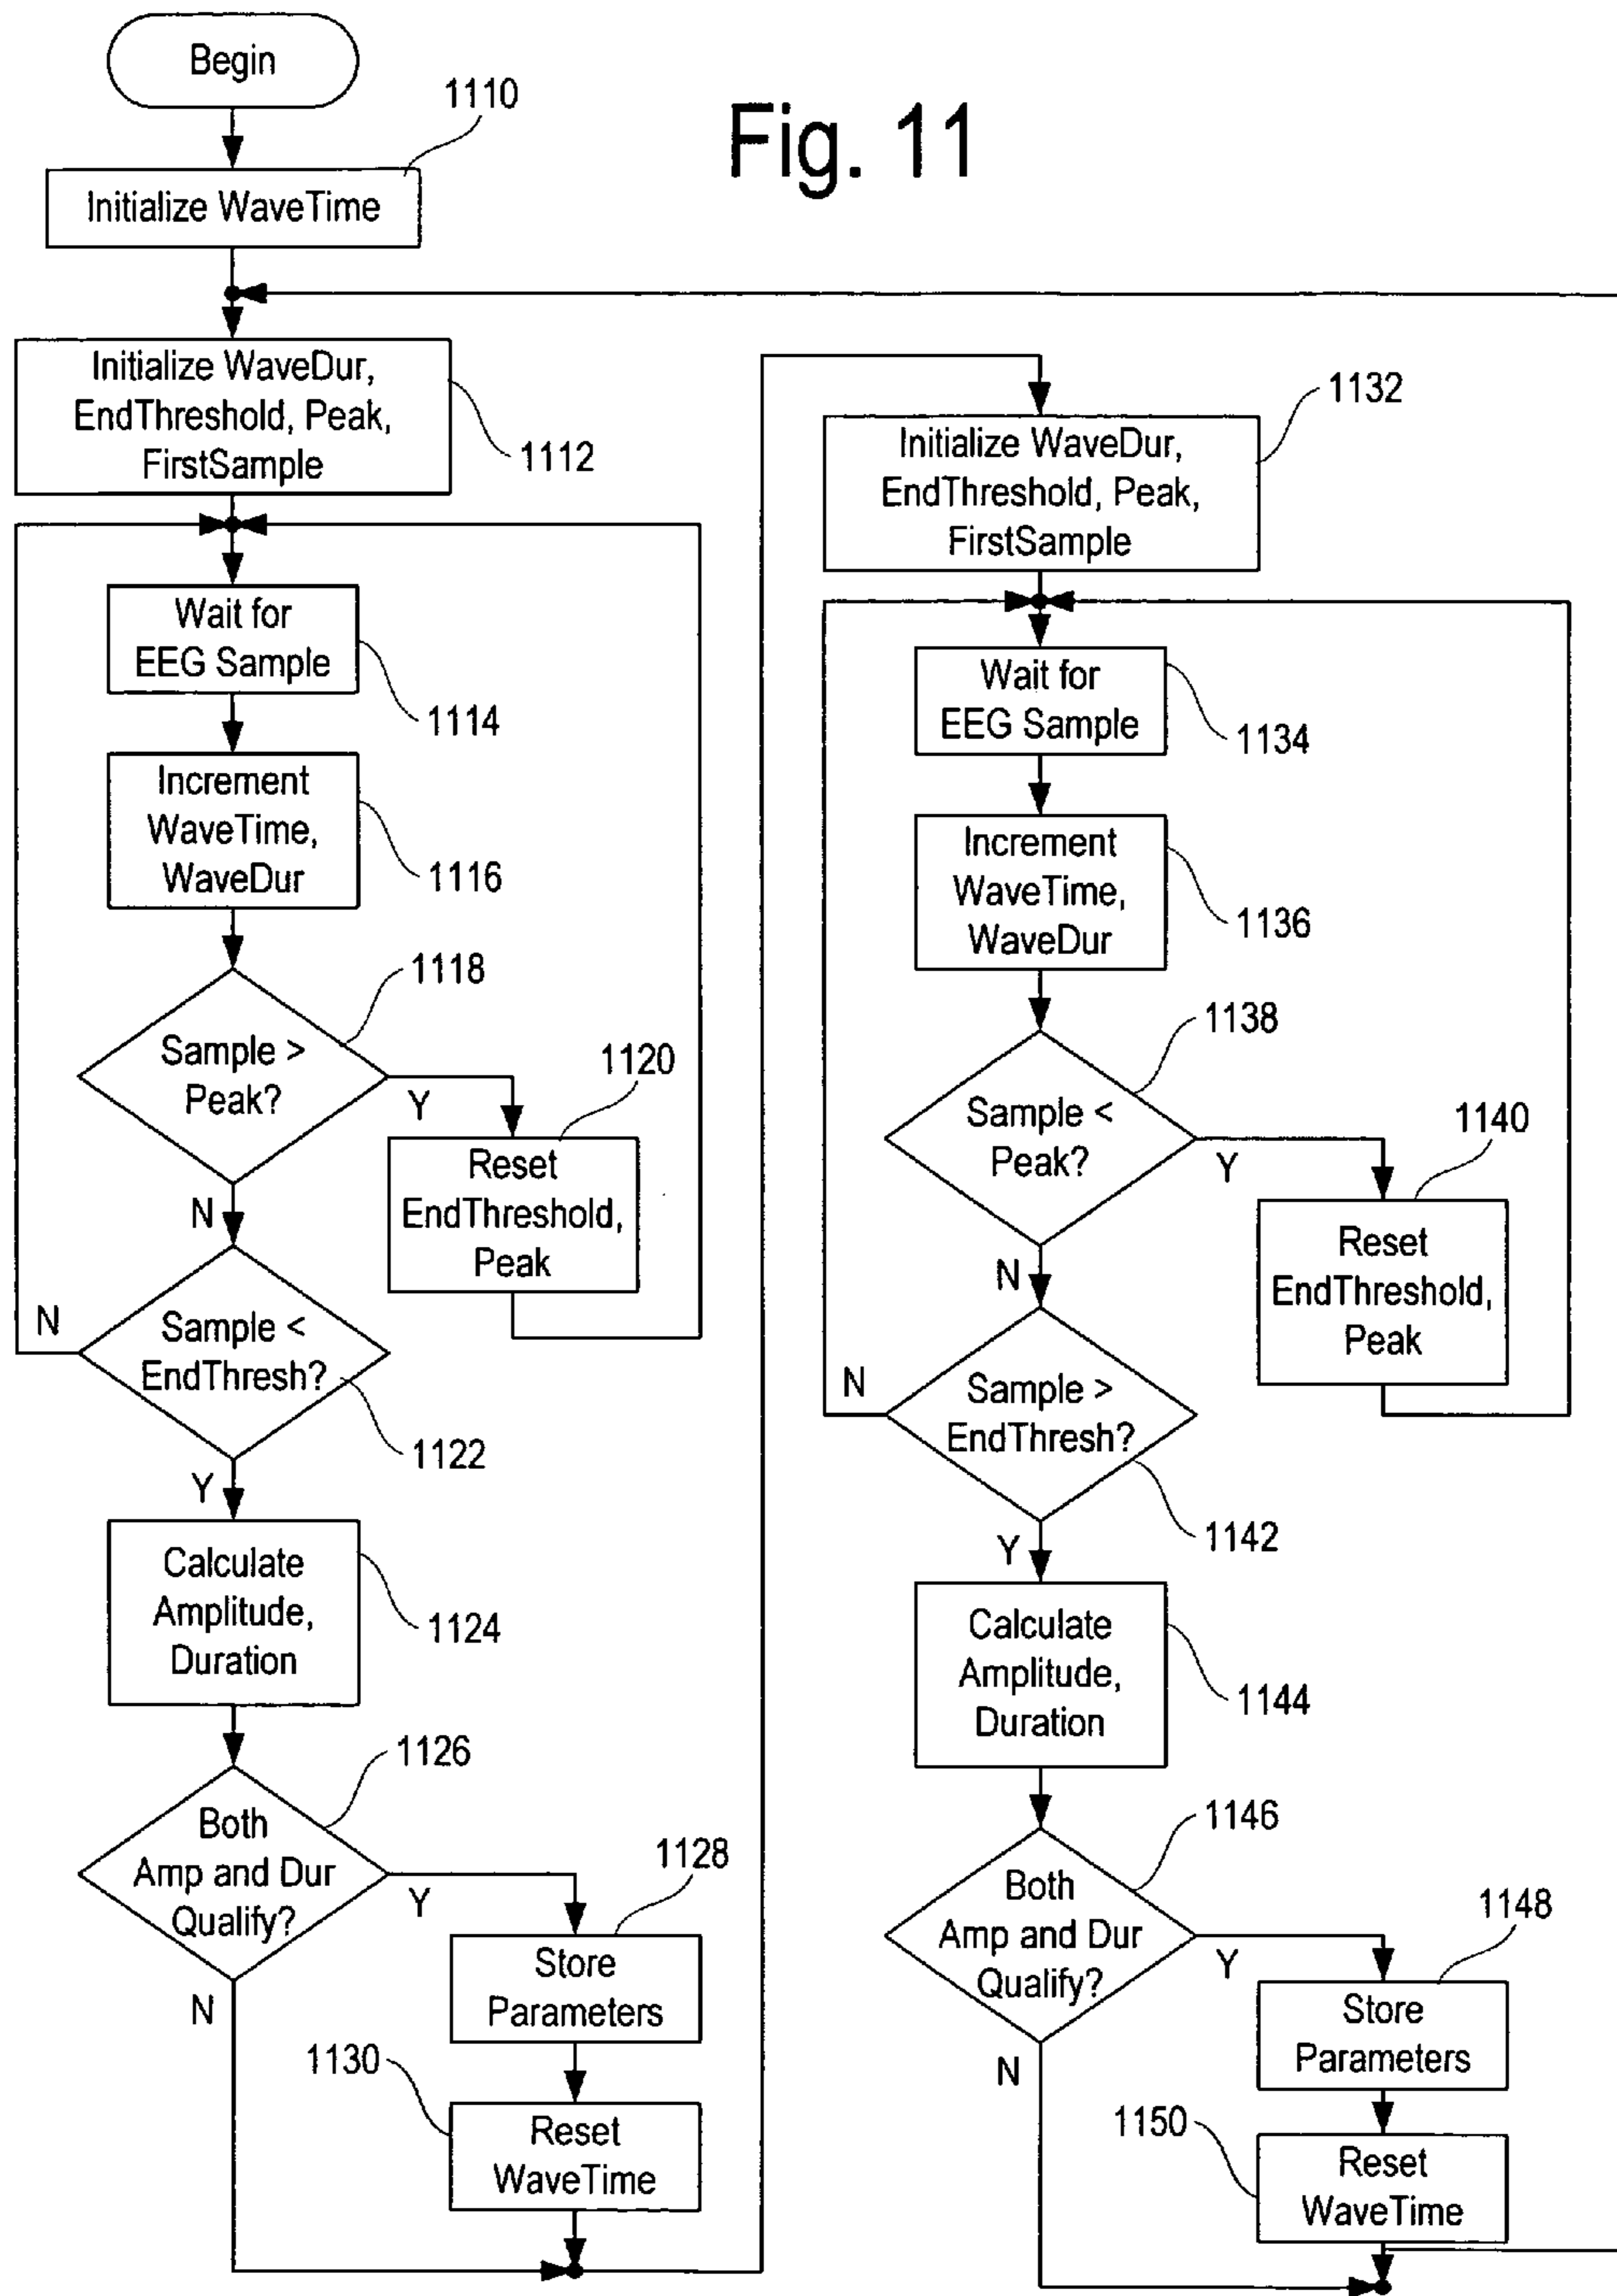 Fig. 11
Begin
1110
Initialize WaveTime
Initialize WaveDur,
EndThreshold, Peak,
FirstSample
1112
Wait for
EEG Sample
1114
Increment
WaveTime,
WaveDur
1116
1118
Sample >
Peak?
Y
N
1120
Reset
EndThreshold,
Peak
N
Sample <
EndThresh?
1122
Y
Calculate
Amplitude,
Duration
1124
1126
Both
Amp and Dur
Qualify?
Y
N
1128
Store
Parameters
1130
Reset
WaveTime
1132
Initialize WaveDur,
EndThreshold, Peak,
FirstSample
Wait for
EEG Sample
1134
Increment
WaveTime,
WaveDur
1136
1138
Sample <
Peak?
Y
N
1140
Reset
EndThreshold,
Peak
N
Sample >
EndThresh?
1142
Y
Calculate
Amplitude,
Duration
1144
1146
Both
Amp and Dur
Qualify?
Y
N
1148
Store
Parameters
1150
Reset
WaveTime